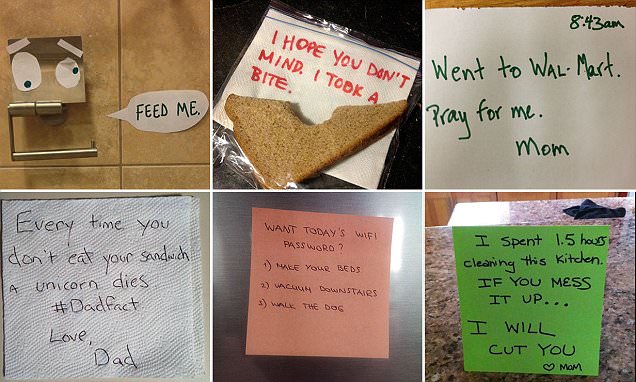 FEED ME.
I HOPE YOU DON'T
MIND. I TOOK A
BITE.
8:43am
Went to WAL-MART.
Pray for me.
Mom
Every time you
don't eat your sandwich
a unicorn dies
#DadFact
Love,
Dad
WANT TODAY'S WIFI
PASSWORD?
1) MAKE YOUR BEDS
2) VACUUM DOWNSTAIRS
3) WALK THE DOG
I spent 1.5 hours
cleaning this kitchen.
IF YOU MESS
IT UP...
I WILL
CUT YOU
♡ MOM